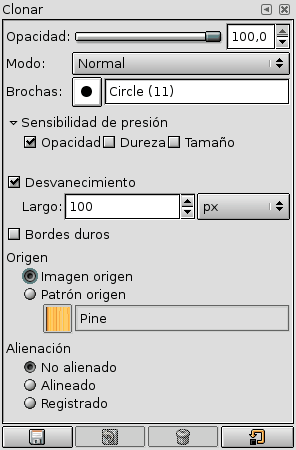 Clonar
Opacidad: 100,0
Modo: Normal
Brochas: Circle (11)
Sensibilidad de presión
Opacidad Dureza Tamaño
Desvanecimiento
Largo: 100 px
Bordes duros
Origen
Imagen origen
Patrón origen
Pine
Alienación
No alienado
Alineado
Registrado